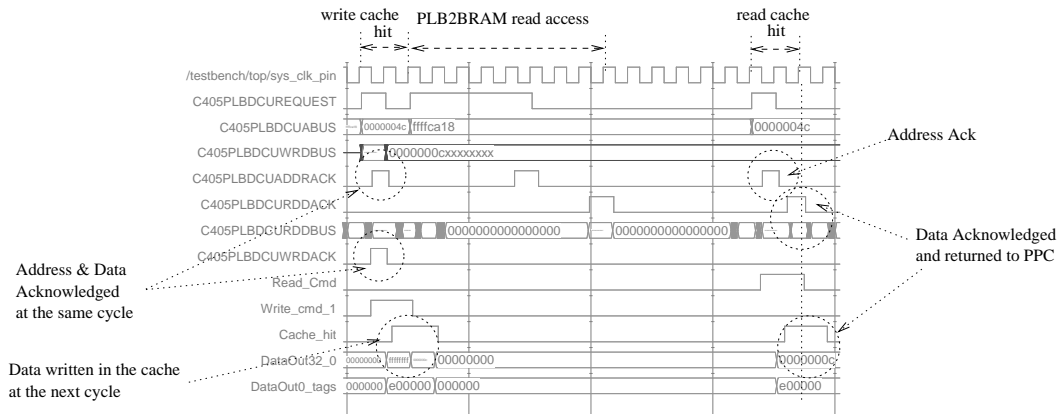 write cache
hit
PLB2BRAM read access
read cache
hit
/testbench/top/sys_clk_pin
C405PLBDCUREQUEST
C405PLBDCUABUS
0000004c
ffffca18
0000004c
C405PLBDCUWRDBUS
0000000cxxxxxxxx
Address Ack
C405PLBDCUADDRACK
C405PLBDCURDDACK
C405PLBDCURDDBUS
0000000000000000
0000000000000000
C405PLBDCUWRDACK
Address & Data
Acknowledged
at the same cycle
Data Acknowledged
and returned to PPC
Read_Cmd
Write_cmd_1
Cache_hit
Data written in the cache
at the next cycle
DataOut32_0
00000000
ffffffff
00000000
0000000c
DataOut0_tags
000000
e00000
000000
e00000